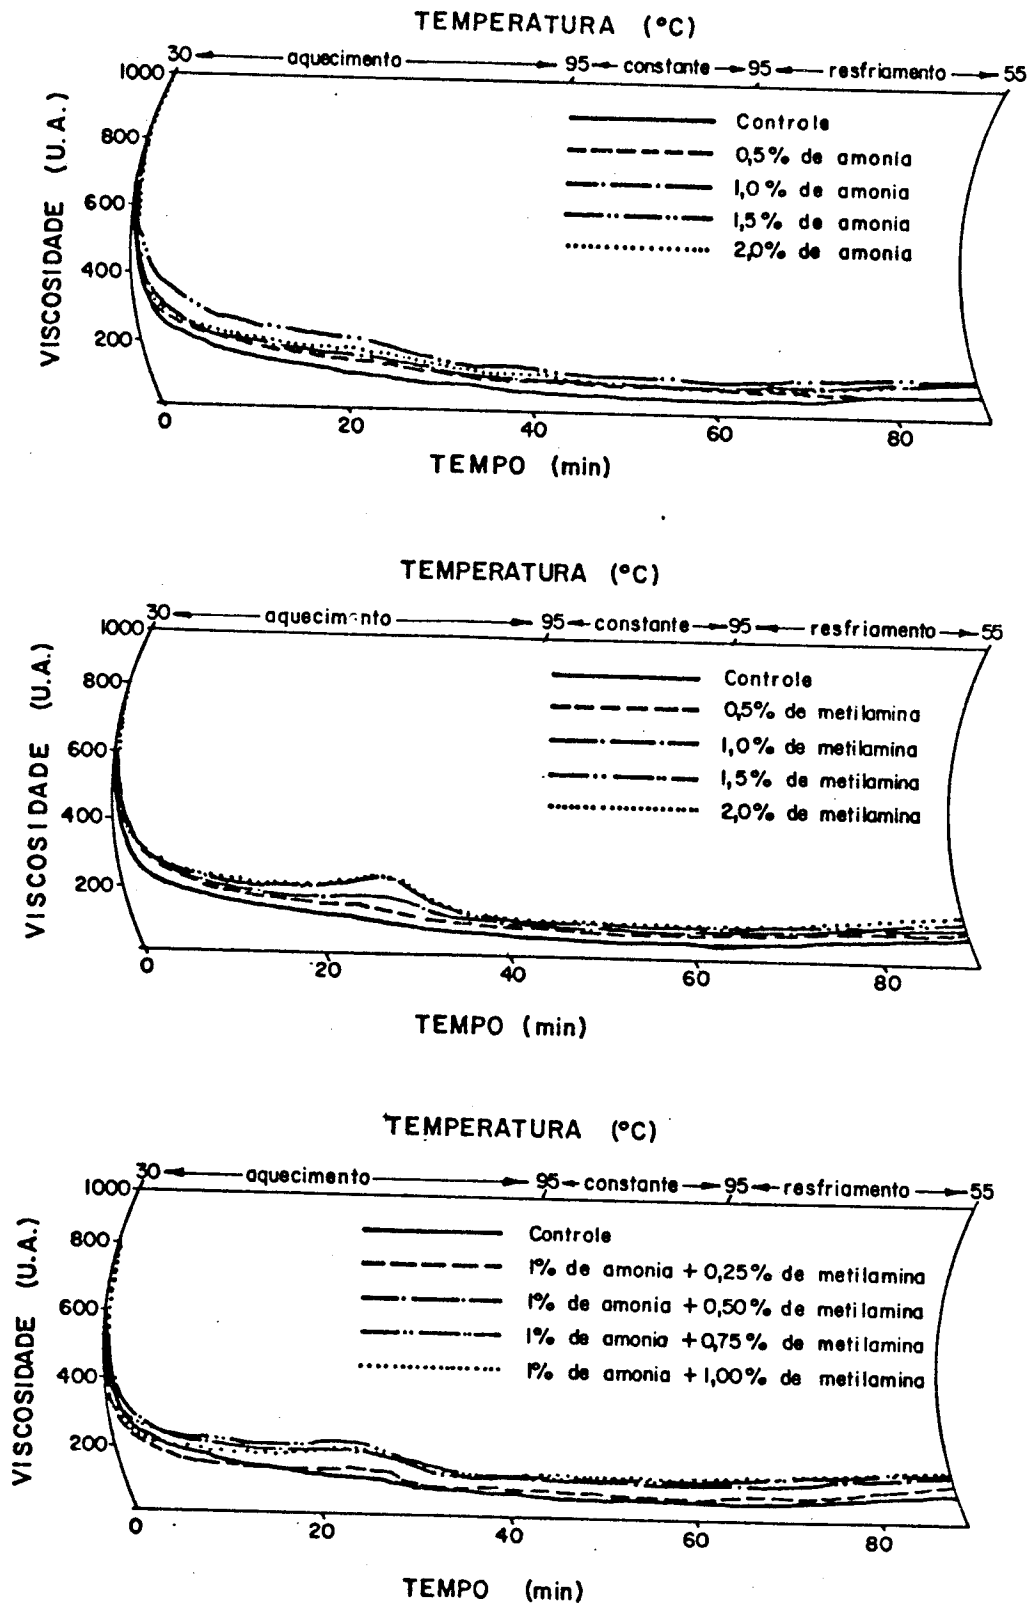 TEMPERATURA (ºC)
30 aquecimento 95 constante 95 resfriamento 55
1000
800
600
400
200
VISCOSIDADE (U.A.)
Controle
0,5% de amonia
1,0% de amonia
1,5% de amonia
2,0% de amonia
0 20 40 60 80
TEMPO (min)
TEMPERATURA (ºC)
30 aquecimento 95 constante 95 resfriamento 55
1000
800
600
400
200
VISCOSIDADE (U.A.)
Controle
0,5% de metilamina
1,0% de metilamina
1,5% de metilamina
2,0% de metilamina
0 20 40 60 80
TEMPO (min)
TEMPERATURA (ºC)
30 aquecimento 95 constante 95 resfriamento 55
1000
800
600
400
200
VISCOSIDADE (U.A.)
Controle
1% de amonia + 0,25% de metilamina
1% de amonia + 0,50% de metilamina
1% de amonia + 0,75% de metilamina
1% de amonia + 1,00% de metilamina
0 20 40 60 80
TEMPO (min)